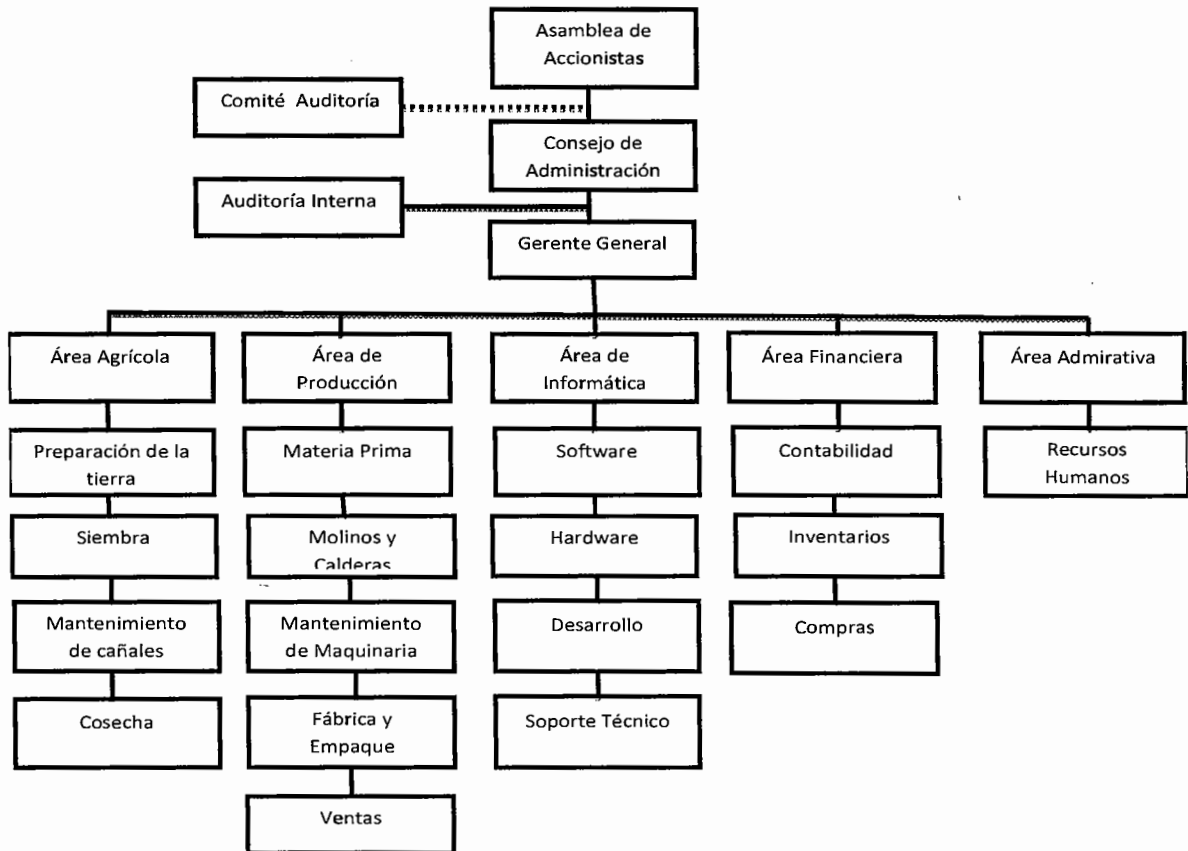 Asamblea de
Accionistas
Comité Auditoría
Consejo de
Administración
Auditoría Interna
Gerente General
Área Agrícola
Área de
Producción
Área de
Informática
Área Financiera
Área Admirativa
Preparación de la
tierra
Materia Prima
Software
Contabilidad
Recursos
Humanos
Siembra
Molinos y
Calderas
Hardware
Inventarios
Mantenimiento
de cañales
Mantenimiento
de Maquinaria
Desarrollo
Compras
Cosecha
Fábrica y
Empaque
Soporte Técnico
Ventas